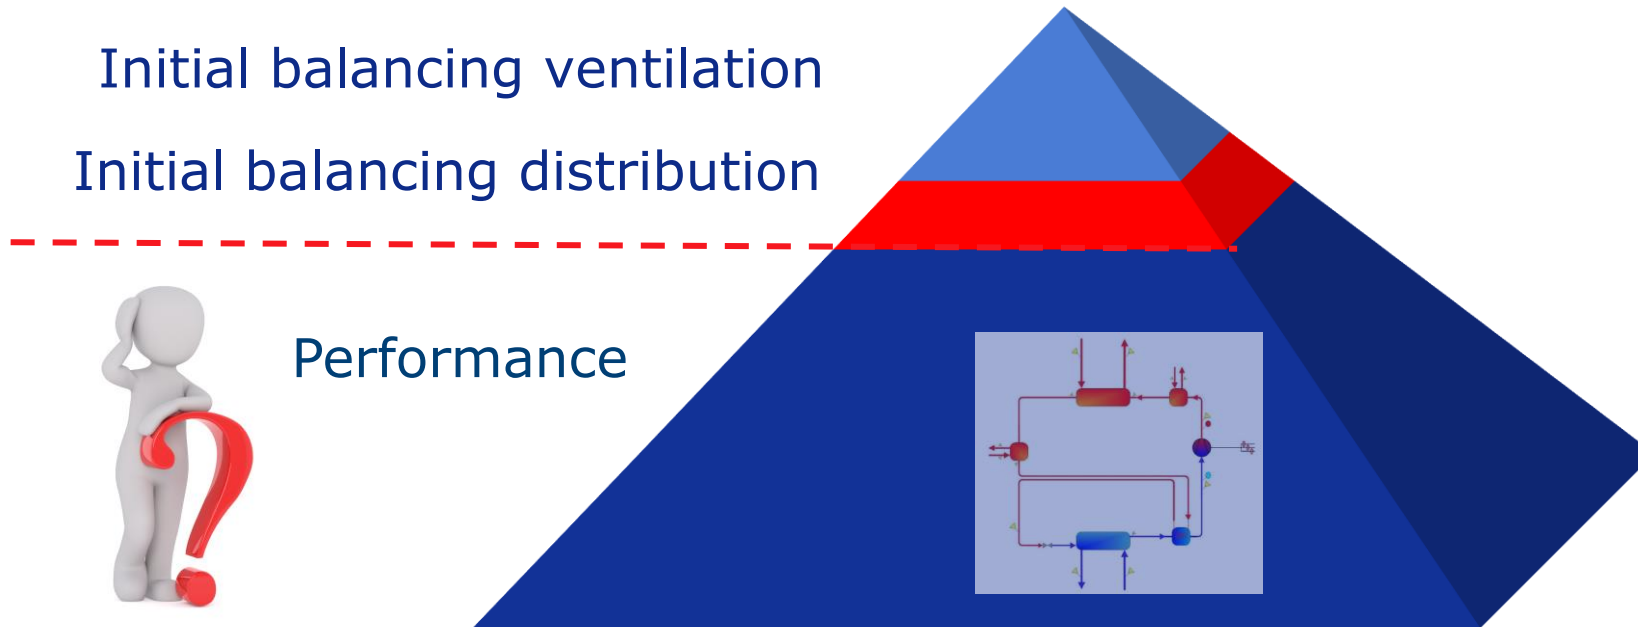 Initial balancing ventilation
Initial balancing distribution
Performance